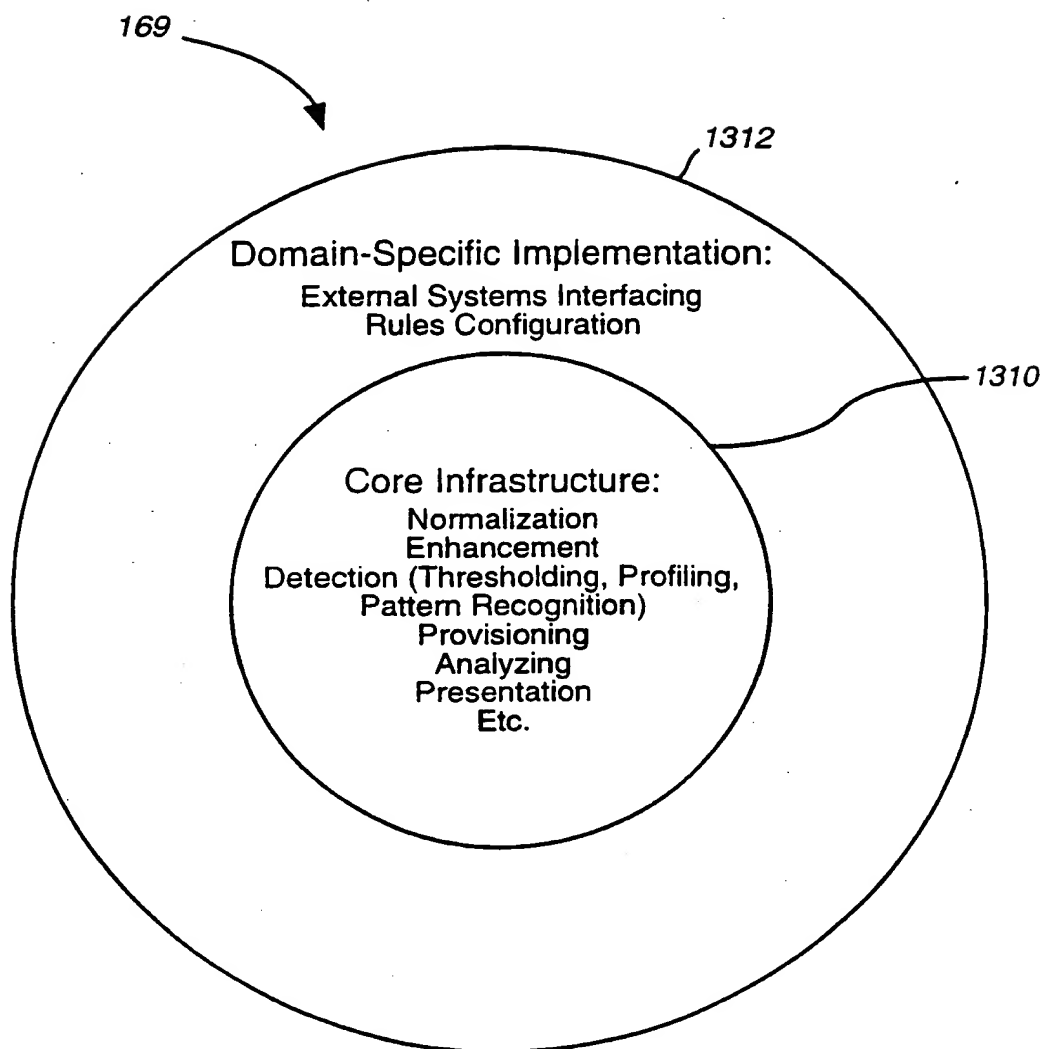 169
1312
Domain-Specific Implementation:
External Systems Interfacing
Rules Configuration
1310
Core Infrastructure:
Normalization
Enhancement
Detection (Thresholding, Profiling,
Pattern Recognition)
Provisioning
Analyzing
Presentation
Etc.